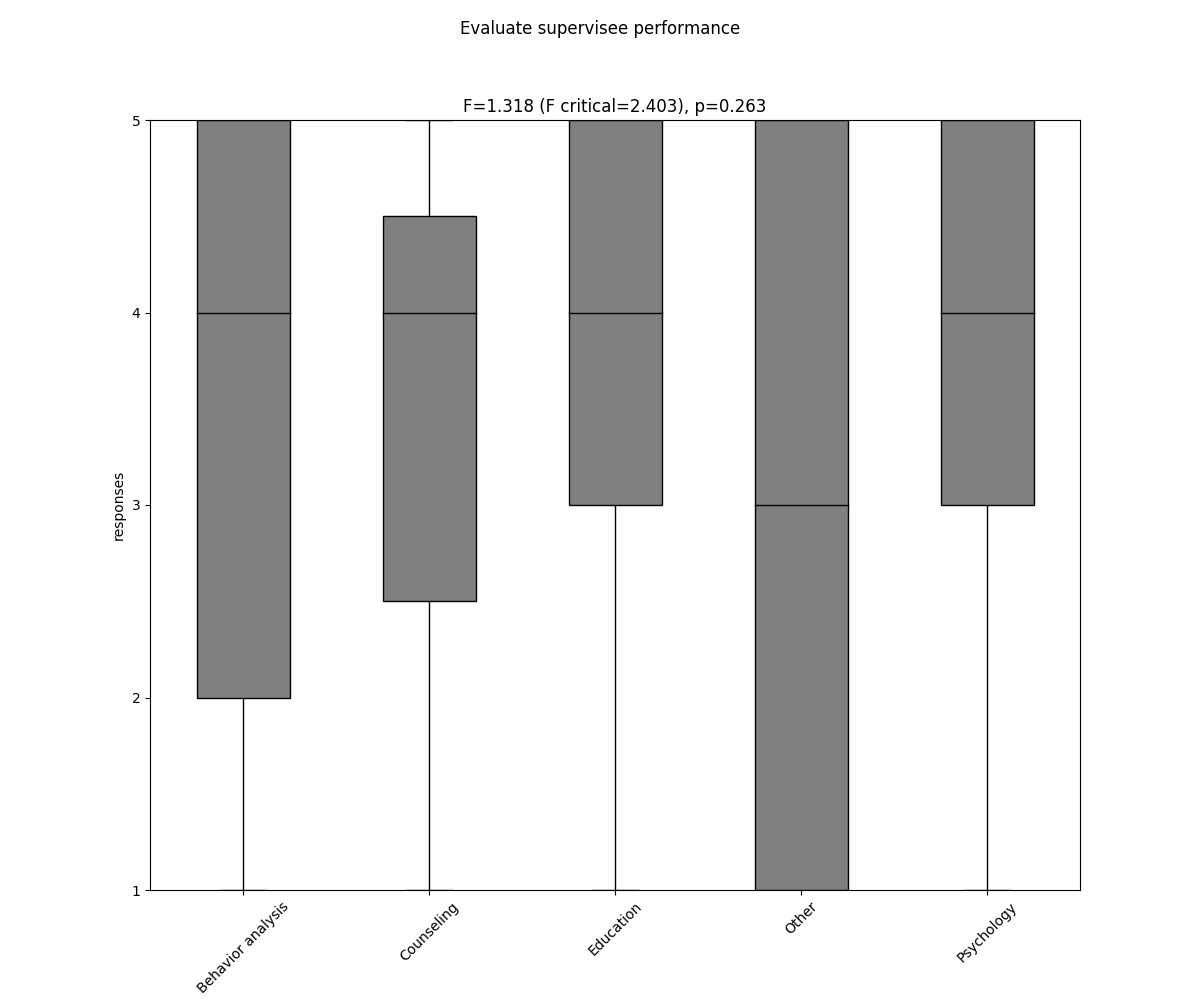 Evaluate supervisee performance
F=1.318 (F critical=2.403), p=0.263
5
4
3
2
1
responses
Behavior analysis
Counseling
Education
Other
Psychology